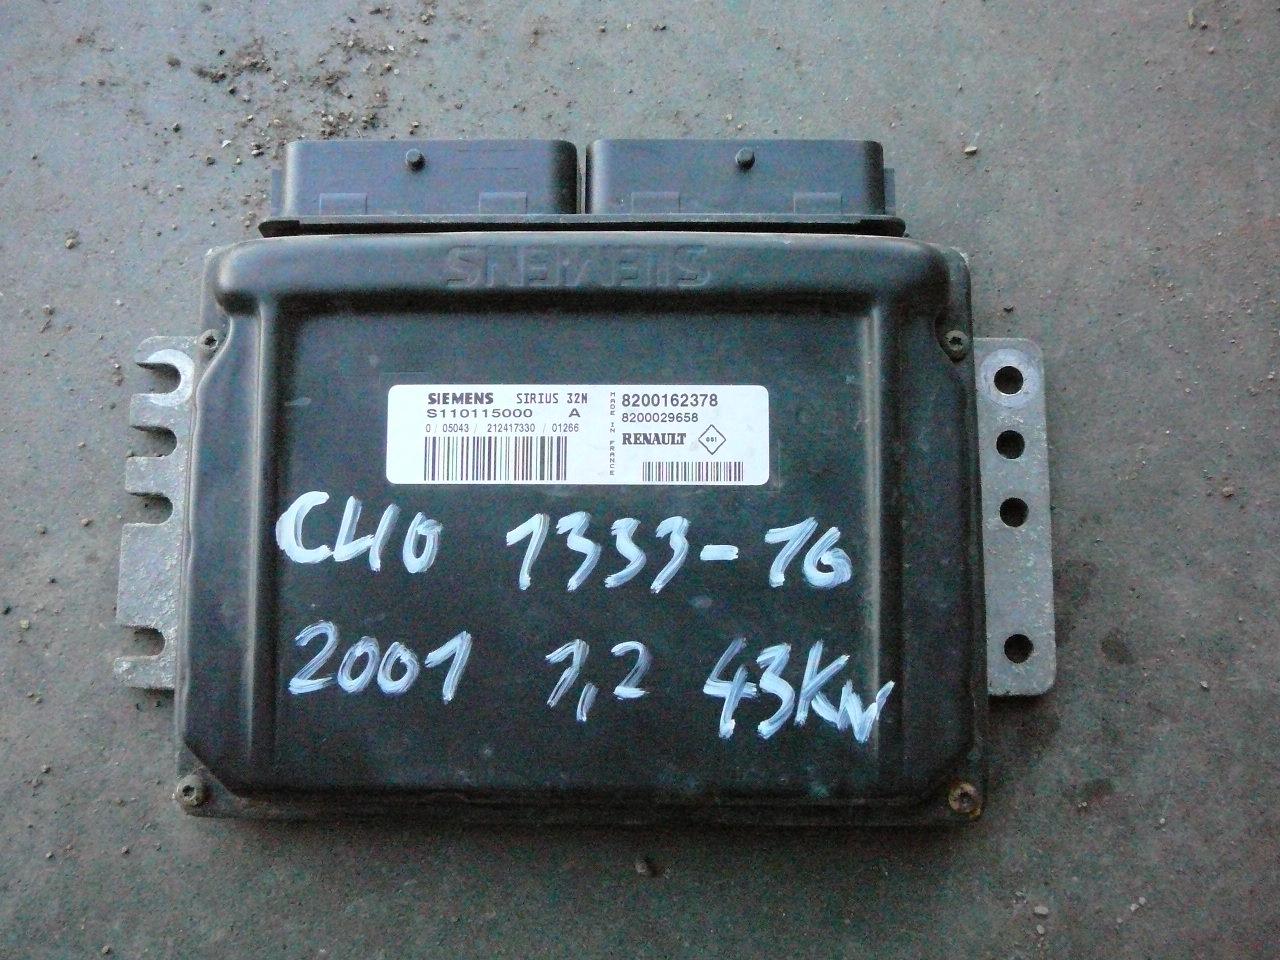 SIEMENS
SIEMENS SIRIUS 32N
S110115000 A
0 / 05043 / 212417330 / 01266
MADE IN FRANCE
8200162378
8200029658
RENAULT
CLIO 1333-16
2001 1,2 43KW